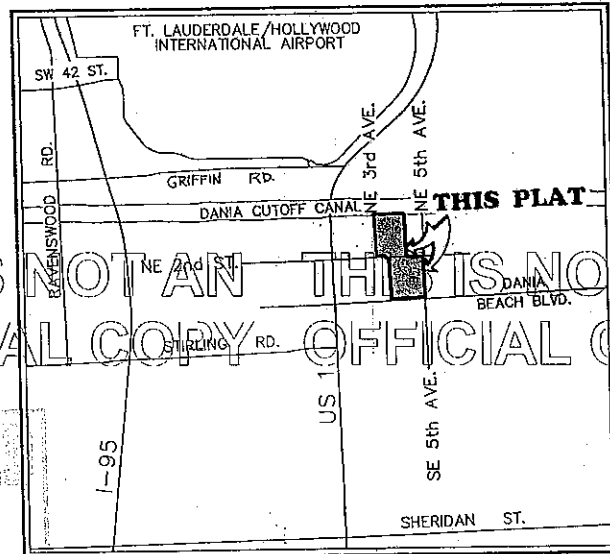 FT. LAUDERDALE/HOLLYWOOD
INTERNATIONAL AIRPORT
SW 42 ST.
RAVENSWOOD RD.
GRIFFIN RD.
NE 3rd AVE.
NE 5th AVE.
DANIA CUTOFF CANAL
THIS PLAT
NE 2nd ST.
S NOT AN THIS IS NO
DANIA
BEACH BLVD.
STIRLING RD.
AL COPY OFFICIAL C
US 1
SE 5th AVE.
I-95
SHERIDAN ST.